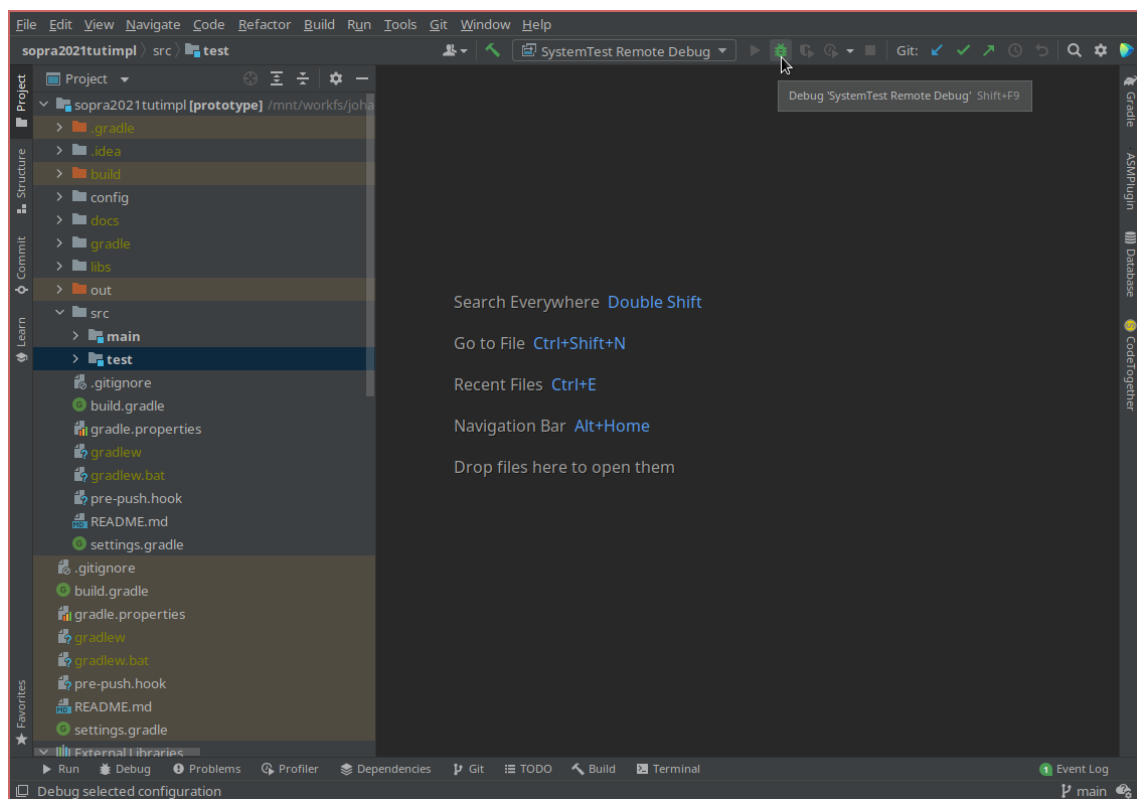 File Edit View Navigate Code Refactor Build Run Tools Git Window Help
sopra2021tutimpl src test
SystemTest Remote Debug
Git:
Debug 'SystemTest Remote Debug' Shift+F9
Project
Project
Structure
Commit
Learn
Favorites
sopra2021tutimpl [prototype] /mnt/workfs/joha
.gradle
.idea
build
config
docs
gradle
libs
out
src
main
test
.gitignore
build.gradle
gradle.properties
gradlew
gradlew.bat
pre-push.hook
README.md
settings.gradle
.gitignore
build.gradle
gradle.properties
gradlew
gradlew.bat
pre-push.hook
README.md
settings.gradle
External Libraries
Search Everywhere Double Shift
Go to File Ctrl+Shift+N
Recent Files Ctrl+E
Navigation Bar Alt+Home
Drop files here to open them
Gradle
ASMPlugin
Database
CodeTogether
Run Debug Problems Profiler Dependencies Git TODO Build Terminal 1 Event Log
Debug selected configuration main